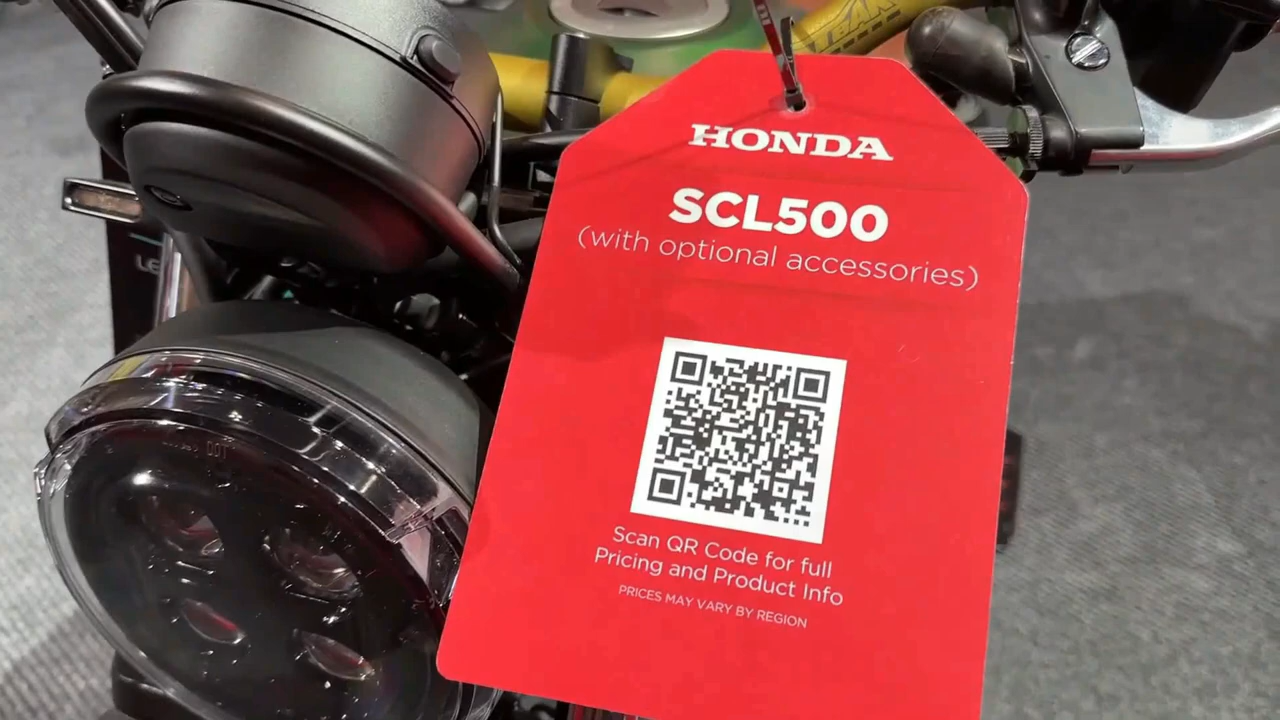 HONDA
SCL500
(with optional accessories)
Scan QR Code for full
Pricing and Product Info
PRICES MAY VARY BY REGION
DOT